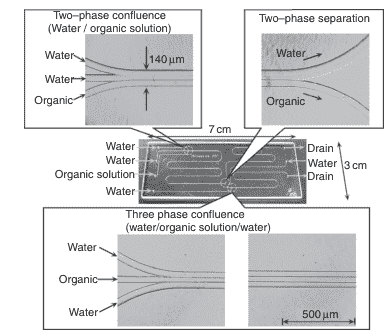 Two–phase confluence
(Water / organic solution)
Water
140 µm
Water
Organic
Two–phase separation
Water
Organic
7 cm
Water
Water
Organic solution
Water
Drain
Water
Drain
3 cm
Three phase confluence
(water/organic solution/water)
Water
Organic
Water
500 µm